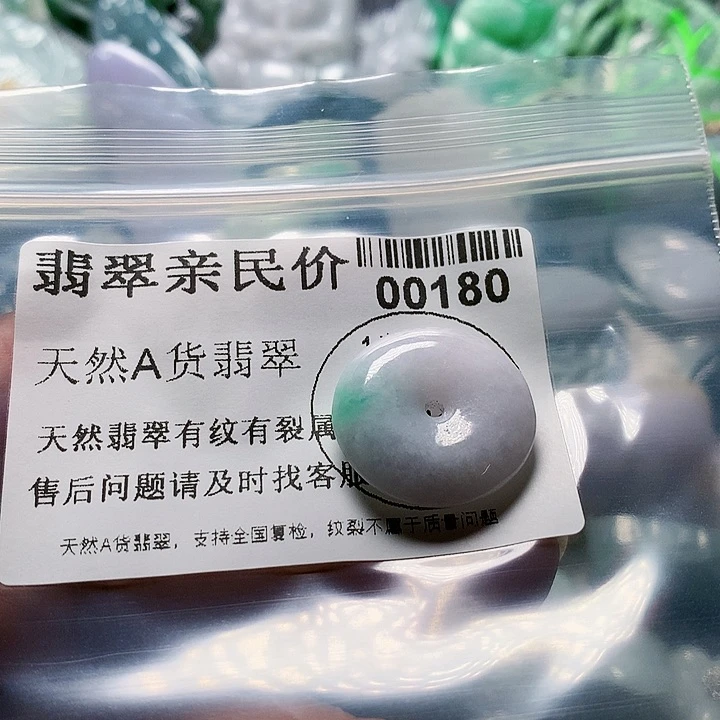 翡翠亲民价
00180
天然A货翡翠
天然翡翠有纹有裂属
售后问题请及时找客服
天然A货翡翠，支持全国复检，纹裂不属于质量问题